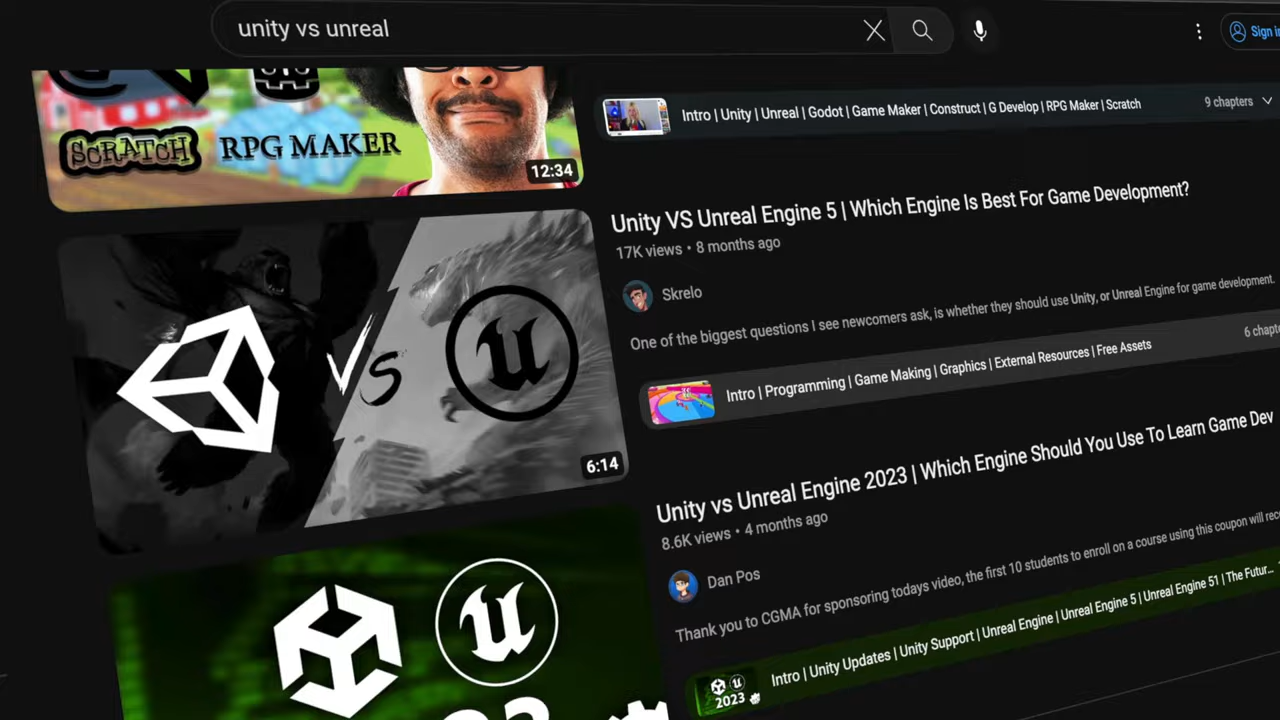 unity vs unreal
Sign in
SCRATCH
RPG MAKER
12:34
Intro | Unity | Unreal | Godot | Game Maker | Construct | G Develop | RPG Maker | Scratch
9 chapters
Unity VS Unreal Engine 5 | Which Engine Is Best For Game Development?
17K views • 8 months ago
Skrelo
One of the biggest questions I see newcomers ask, is whether they should use Unity, or Unreal Engine for game development.
VS
6:14
Intro | Programming | Game Making | Graphics | External Resources | Free Assets
6 chapte
Unity vs Unreal Engine 2023 | Which Engine Should You Use To Learn Game Dev
8.6K views • 4 months ago
Dan Pos
Thank you to CGMA for sponsoring todays video, the first 10 students to enroll on a course using this coupon will rec
Intro | Unity Updates | Unity Support | Unreal Engine | Unreal Engine 5 | Unreal Engine 51 | The Futur...
2023